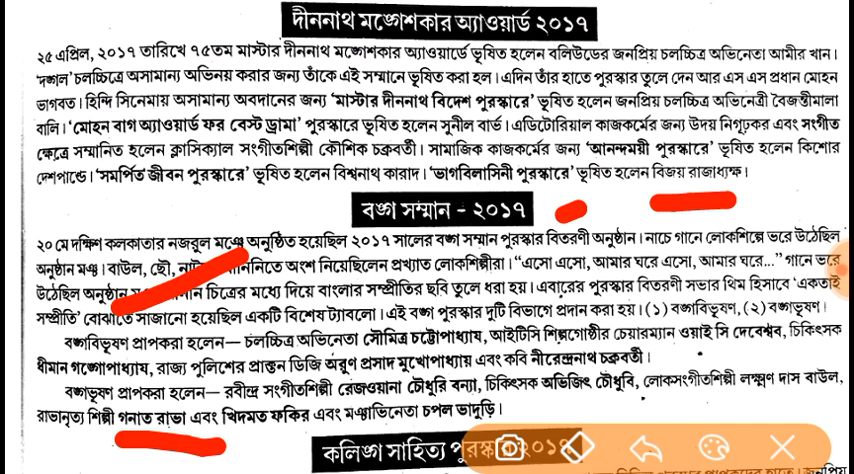 দীননাথ মঙ্গেশকার অ্যাওয়ার্ড ২০১৭
২৫ এপ্রিল, ২০১৭ তারিখে ৭৫তম মাস্টার দীননাথ মঙ্গেশকার অ্যাওয়ার্ডে ভূষিত হলেন বলিউডের জনপ্রিয় চলচ্চিত্র অভিনেতা আমীর খান।
'দঙ্গল' চলচ্চিত্রে অসামান্য অভিনয় করার জন্য তাঁকে এই সম্মানে ভূষিত করা হল। এদিন তাঁর হাতে পুরস্কার তুলে দেন আর এস এস প্রধান মোহন
ভাগবত। হিন্দি সিনেমায় অসামান্য অবদানের জন্য 'মাস্টার দীননাথ বিদেশ পুরস্কারে' ভূষিত হলেন জনপ্রিয় চলচ্চিত্র অভিনেত্রী বৈজন্তীমালা
বালি। 'মোহন বাগ অ্যাওয়ার্ড ফর বেস্ট ড্রামা' পুরস্কারে ভূষিত হলেন সুনীল বার্ভ। এডিটোরিয়াল কাজকর্মের জন্য উদয় নিগূঢ়কর এবং সংগীত
ক্ষেত্রে সম্মানিত হলেন ক্লাসিক্যাল সংগীতশিল্পী কৌশিক চক্রবর্তী। সামাজিক কাজকর্মের জন্য 'আনন্দময়ী পুরস্কারে' ভূষিত হলেন কিশোর
দেশপাণ্ডে। 'সমর্পিত জীবন পুরস্কারে' ভূষিত হলেন বিশ্বনাথ কারাদ। 'ভাগবিলাসিনী পুরস্কারে' ভূষিত হলেন বিজয় রাজাধ্যক্ষ।
বঙ্গ সম্মান - ২০১৭
২০ মে দক্ষিণ কলকাতার নজরুল মঞ্চে অনুষ্ঠিত হয়েছিল ২০১৭ সালের বঙ্গ সম্মান পুরস্কার বিতরণী অনুষ্ঠান। নাচে গানে লোকশিল্পে ভরে উঠেছিল
অনুষ্ঠান মঞ্চ। বাউল, ছৌ, অংশ নিয়েছিলেন প্রখ্যাত লোকশিল্পীরা। "এসো এসো, আমার ঘরে এসো, আমার ঘরে..." গানে ভরে
উঠেছিল অনুষ্ঠান চিত্রের মধ্যে দিয়ে বাংলার সম্প্রীতির ছবি তুলে ধরা হয়। এবারের পুরস্কার বিতরণী সভার থিম হিসাবে 'একতাই
সম্প্রীতি' বোঝাতে সাজানো হয়েছিল একটি বিশেষ ট্যাবলো। এই বঙ্গ পুরস্কার দুটি বিভাগে প্রদান করা হয়। (১) বঙ্গবিভূষণ, (২) বঙ্গভূষণ।
বঙ্গবিভূষণ প্রাপকরা হলেন— চলচ্চিত্র অভিনেতা সৌমিত্র চট্টোপাধ্যায়, আইটিসি শিল্পগোষ্ঠীর চেয়ারম্যান ওয়াই সি দেবেশ্বর, চিকিৎসক
ধীমান গঙ্গোপাধ্যায়, রাজ্য পুলিশের প্রাক্তন ডিজি অরুণ প্রসাদ মুখোপাধ্যায় এবং কবি নীরেন্দ্রনাথ চক্রবর্তী।
বঙ্গভূষণ প্রাপকরা হলেন— রবীন্দ্র সংগীতশিল্পী রেজওয়ানা চৌধুরি বন্যা, চিকিৎসক অভিজিৎ চৌধুরি, লোকসংগীতশিল্পী লক্ষ্মণ দাস বাউল,
রাভানৃত্য শিল্পী গনাত রাভা এবং খিদমত ফকির এবং মঞ্চাভিনেতা চপল ভাদুড়ি।
কলিঙ্গ সাহিত্য পুরস্কার ২০১৭